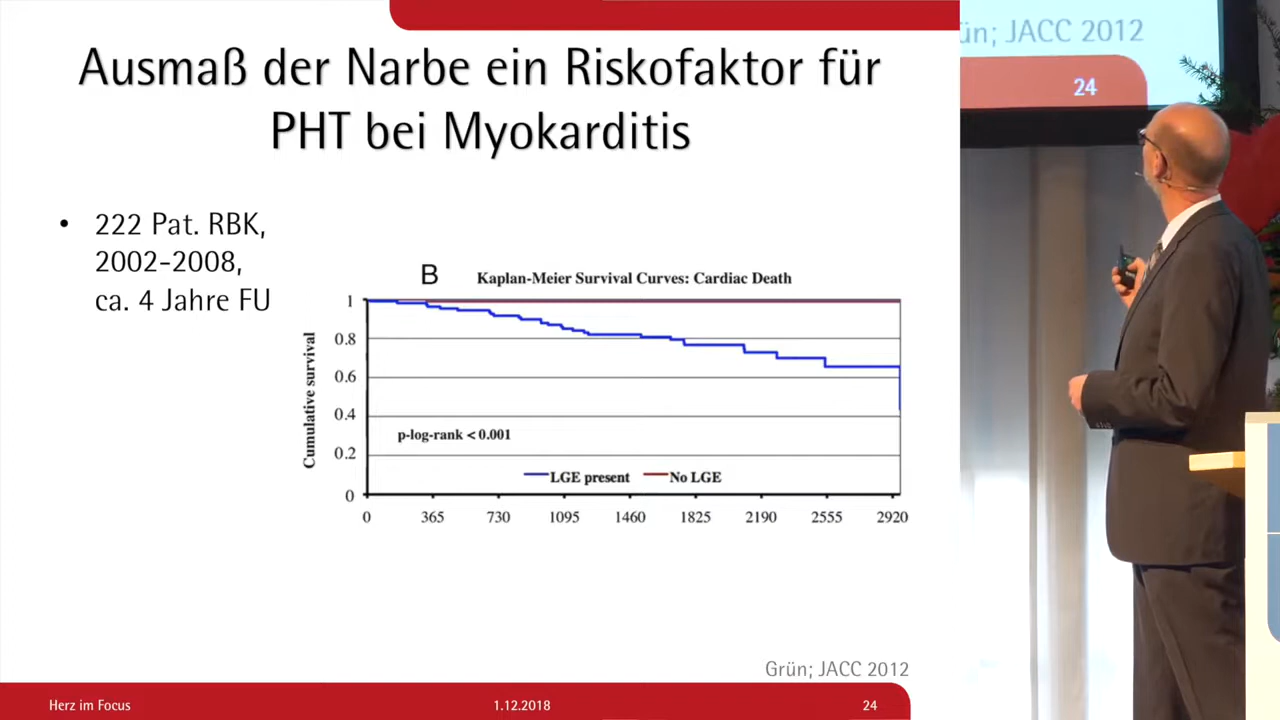 Ausmaß der Narbe ein Riskofaktor für
PHT bei Myokarditis
• 222 Pat. RBK,
2002-2008,
ca. 4 Jahre FU
B
Kaplan-Meier Survival Curves: Cardiac Death
Cumulative survival
1
0.8
0.6
0.4
0.2
0
p-log-rank < 0.001
LGE present
No LGE
0 365 730 1095 1460 1825 2190 2555 2920
Grün; JACC 2012
Herz im Focus 1.12.2018 24
ün; JACC 2012
24